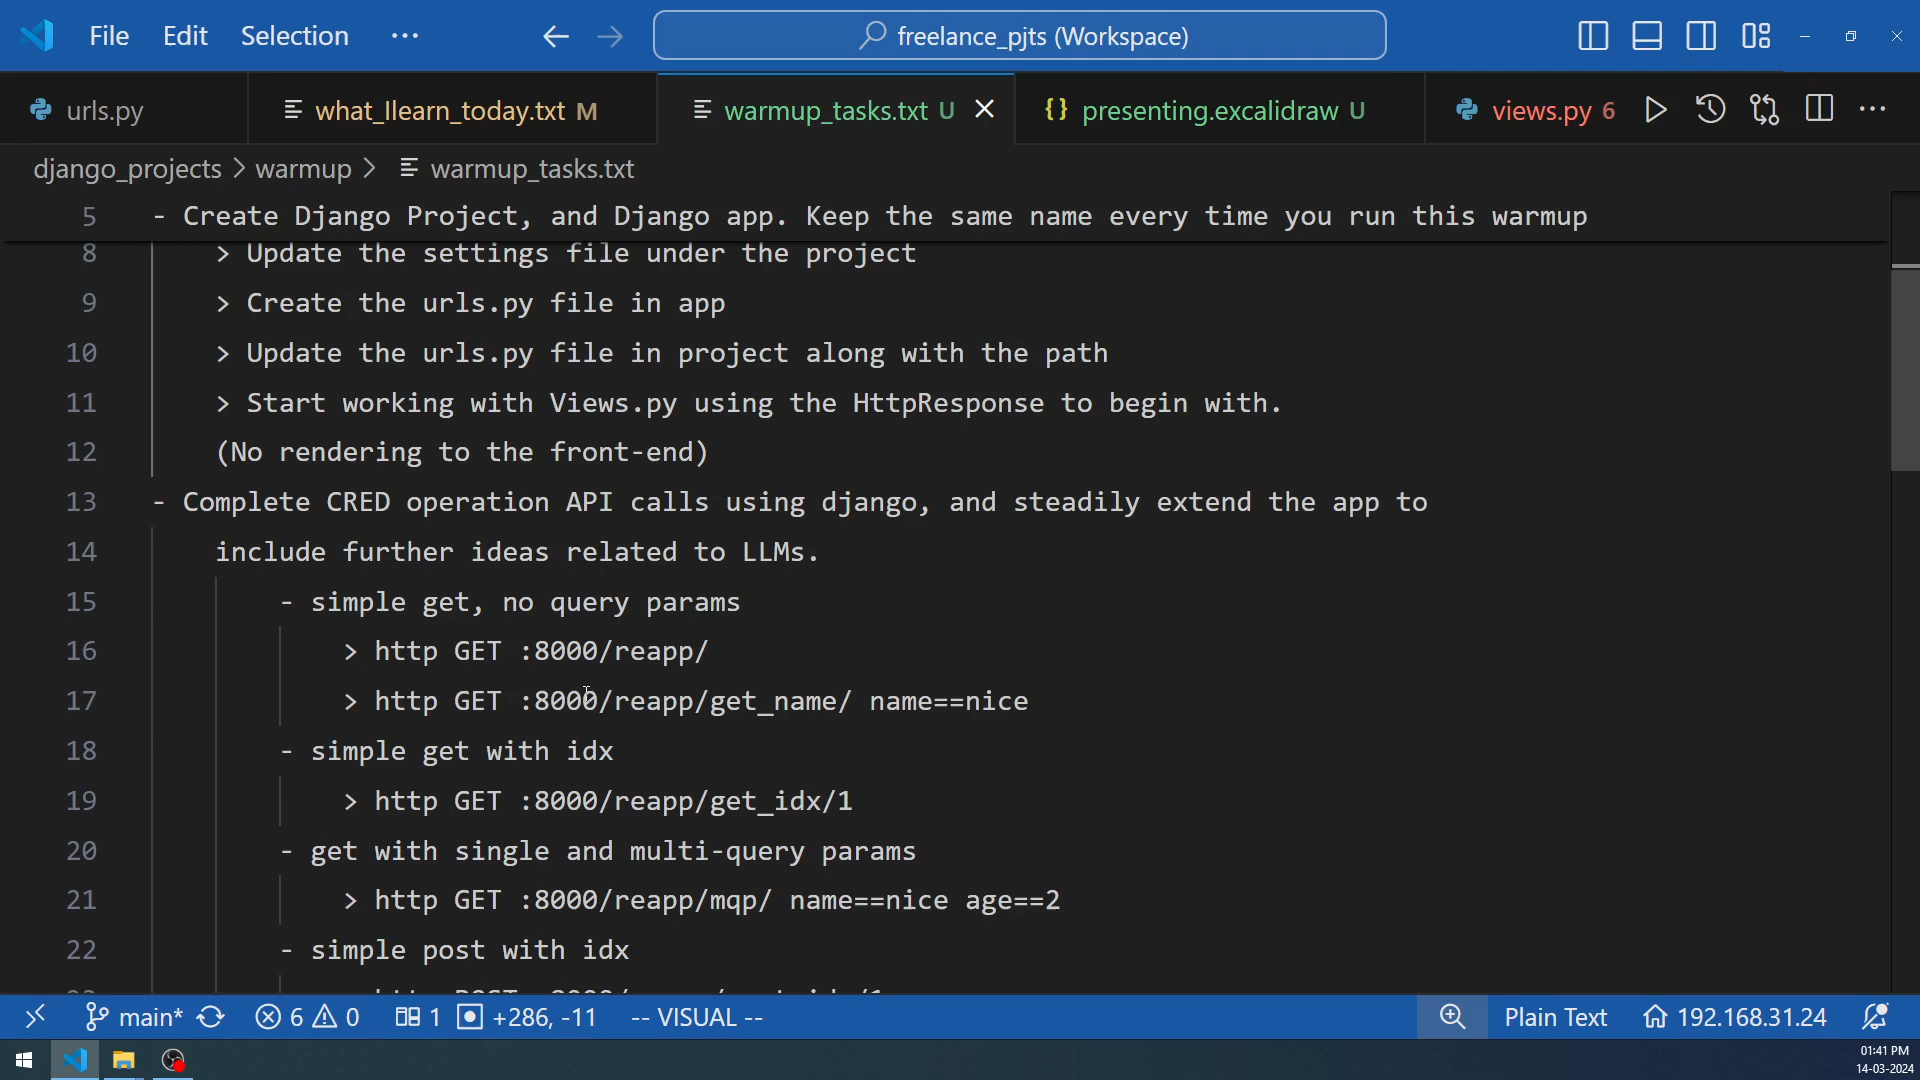 File Edit Selection ... freelance_pjts (Workspace)
urls.py what_Ilearn_today.txt M warmup_tasks.txt U presenting.excalidraw U views.py 6
django_projects > warmup > warmup_tasks.txt
5 - Create Django Project, and Django app. Keep the same name every time you run this warmup
8 > Update the settings file under the project
9 > Create the urls.py file in app
10 > Update the urls.py file in project along with the path
11 > Start working with Views.py using the HttpResponse to begin with.
12 (No rendering to the front-end)
13 - Complete CRED operation API calls using django, and steadily extend the app to
14 include further ideas related to LLMs.
15 - simple get, no query params
16 > http GET :8000/reapp/
17 > http GET :8000/reapp/get_name/ name==nice
18 - simple get with idx
19 > http GET :8000/reapp/get_idx/1
20 - get with single and multi-query params
21 > http GET :8000/reapp/mqp/ name==nice age==2
22 - simple post with idx
main* 6 0 1 +286, -11 -- VISUAL -- Plain Text 192.168.31.24
01:41 PM
14-03-2024